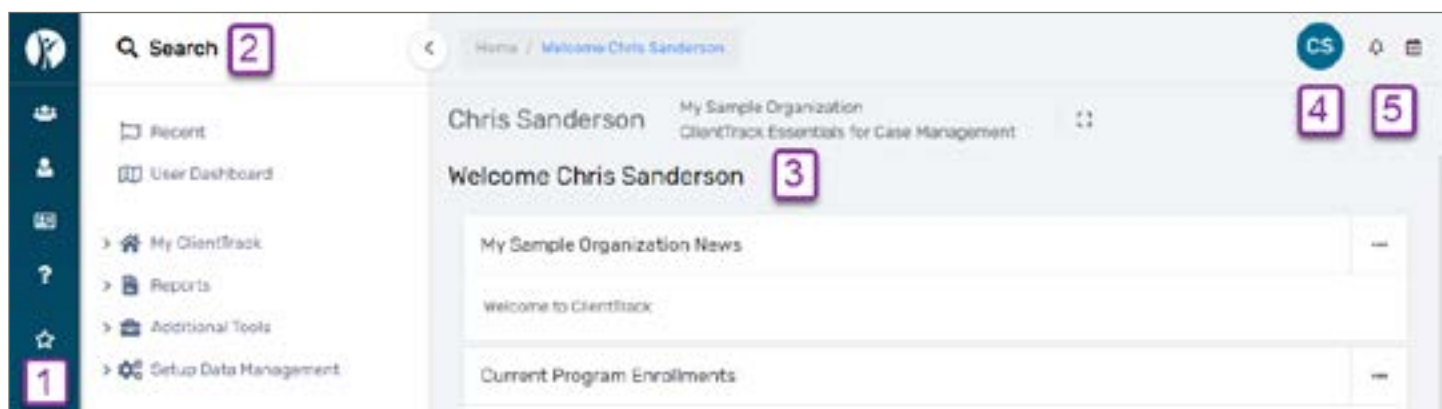 Search 2
Home / Welcome Chris Sanderson
CS
Chris Sanderson
My Sample Organization
ClientTrack Essentials for Case Management
4
5
Recent
User Dashboard
Welcome Chris Sanderson 3
My ClientTrack
My Sample Organization News
Reports
Welcome to ClientTrack
Additional Tools
Setup Data Management
Current Program Enrollments
?
1